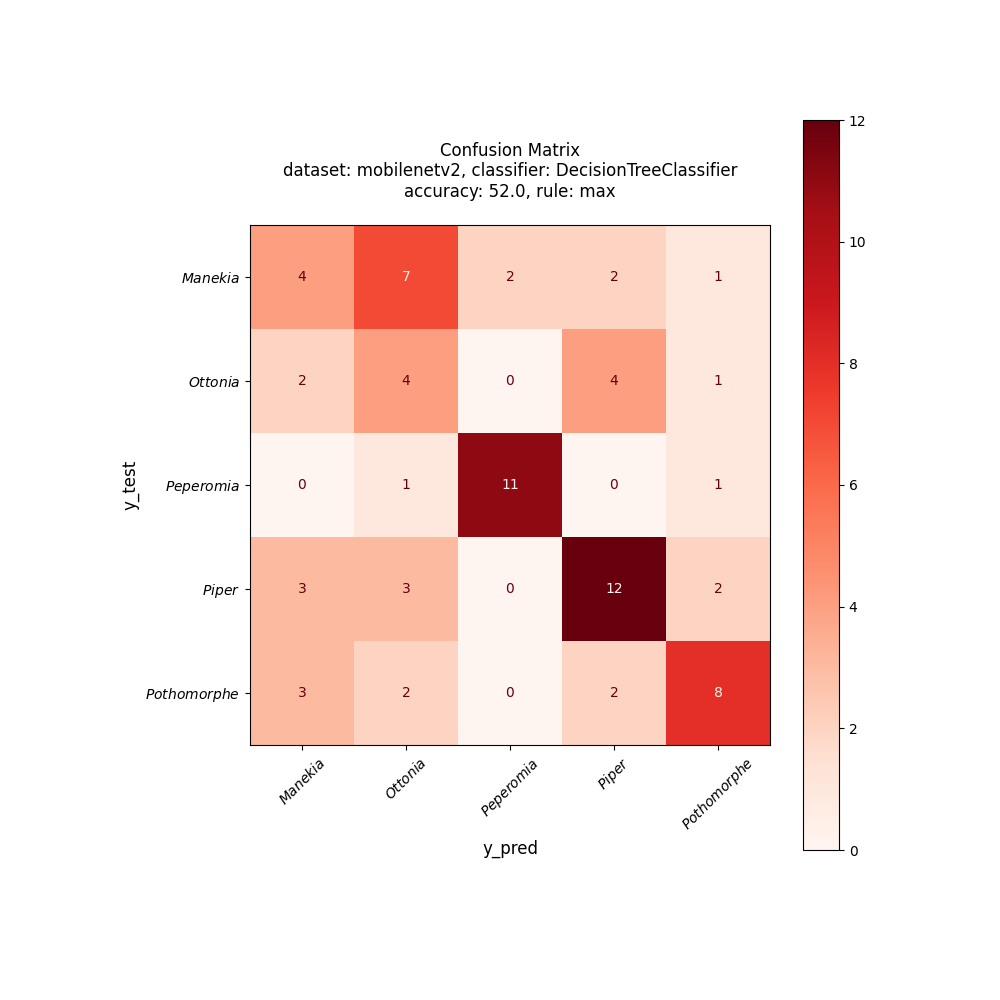 Confusion Matrix
dataset: mobilenetv2, classifier: DecisionTreeClassifier
accuracy: 52.0, rule: max
y_test
Manekia 4 7 2 2 1
Ottonia 2 4 0 4 1
Peperomia 0 1 11 0 1
Piper 3 3 0 12 2
Pothomorphe 3 2 0 2 8
Manekia Ottonia Peperomia Piper Pothomorphe
y_pred
12
10
8
6
4
2
0